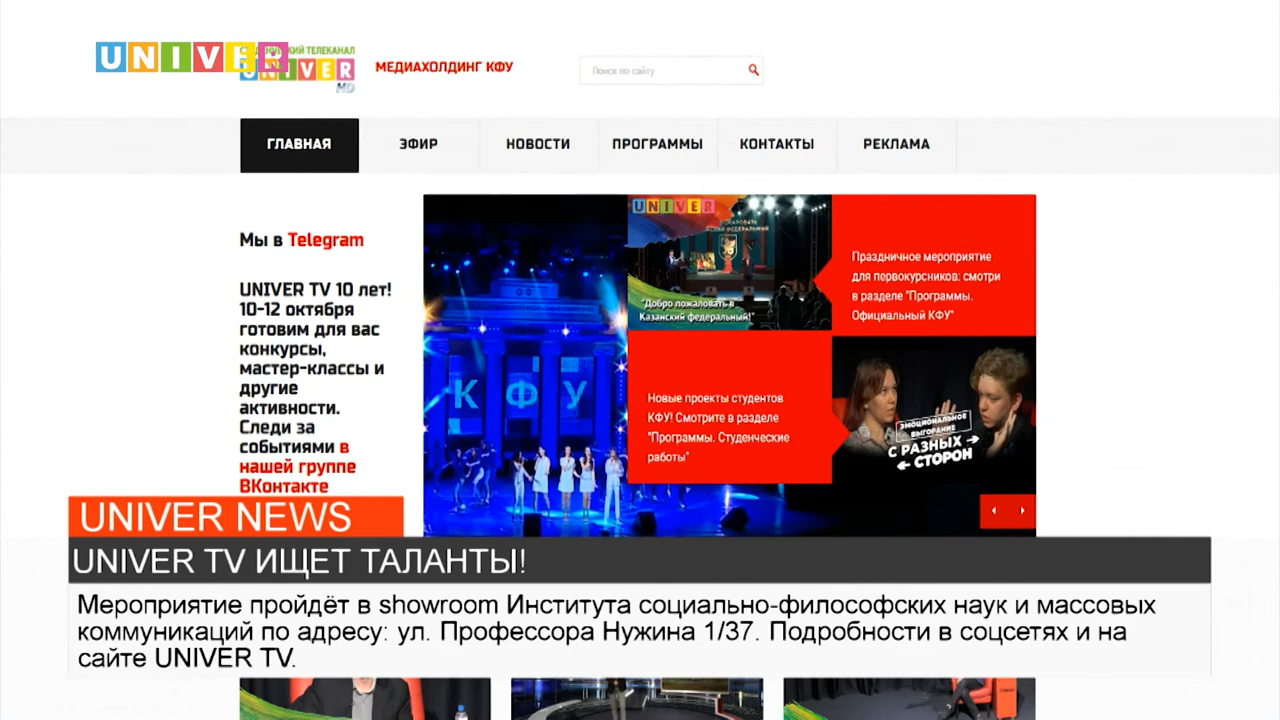 UNIVER
UNIVER
HD
МЕДИАХОЛДИНГ КФУ
Поиск по сайту
ГЛАВНАЯ
ЭФИР
НОВОСТИ
ПРОГРАММЫ
КОНТАКТЫ
РЕКЛАМА
Мы в Telegram
UNIVER TV 10 лет!
10-12 октября
готовим для вас
конкурсы,
мастер-классы и
другие
активности.
Следи за
событиями в
нашей группе
ВКонтакте
КФУ
UNIVER
"Добро пожаловать в
Казанский федеральный!"
Праздничное мероприятие
для первокурсников: смотри
в разделе "Программы.
Официальный КФУ"
Новые проекты студентов
КФУ! Смотрите в разделе
"Программы. Студенческие
работы"
ЭМОЦИОНАЛЬНОЕ
ВЫГОРАНИЕ
С РАЗНЫХ
СТОРОН
UNIVER NEWS
UNIVER TV ИЩЕТ ТАЛАНТЫ!
Мероприятие пройдёт в showroom Института социально-философских наук и массовых
коммуникаций по адресу: ул. Профессора Нужина 1/37. Подробности в соцсетях и на
сайте UNIVER TV.